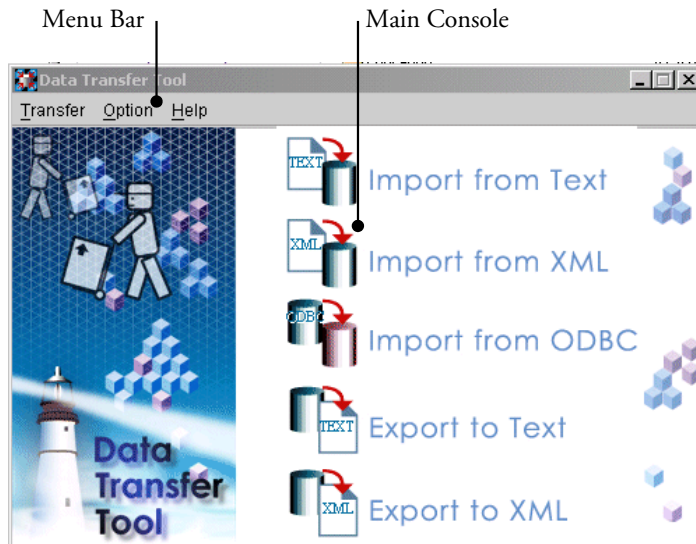 Menu Bar Main Console
Data Transfer Tool
Transfer Option Help
TEXT
Import from Text
XML
Import from XML
ODBC
Import from ODBC
TEXT
Export to Text
XML
Export to XML
Data
Transfer
Tool